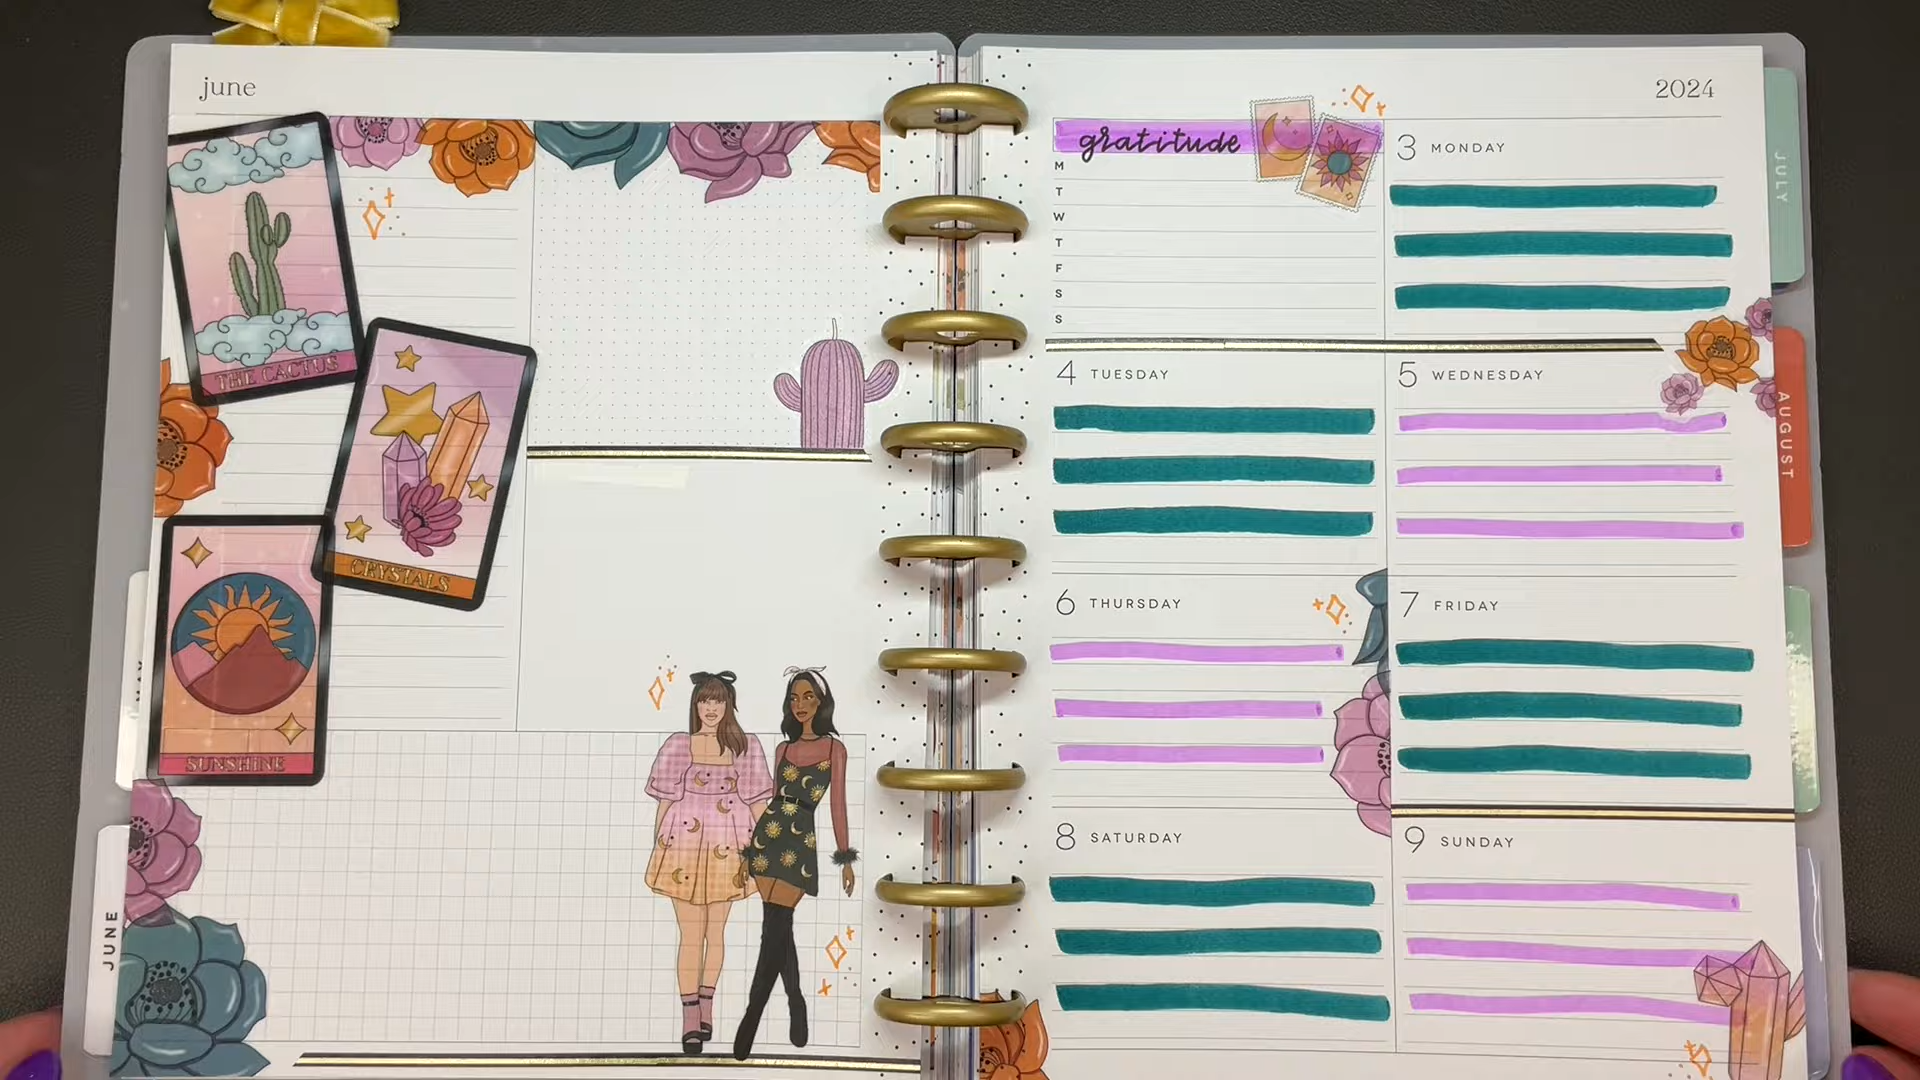 june
THE CACTUS
CRYSTALS
SUNSHINE
JUNE
gratitude
M
T
W
T
F
S
S
2024
3 MONDAY
4 TUESDAY
5 WEDNESDAY
6 THURSDAY
7 FRIDAY
8 SATURDAY
9 SUNDAY
JULY
AUGUST